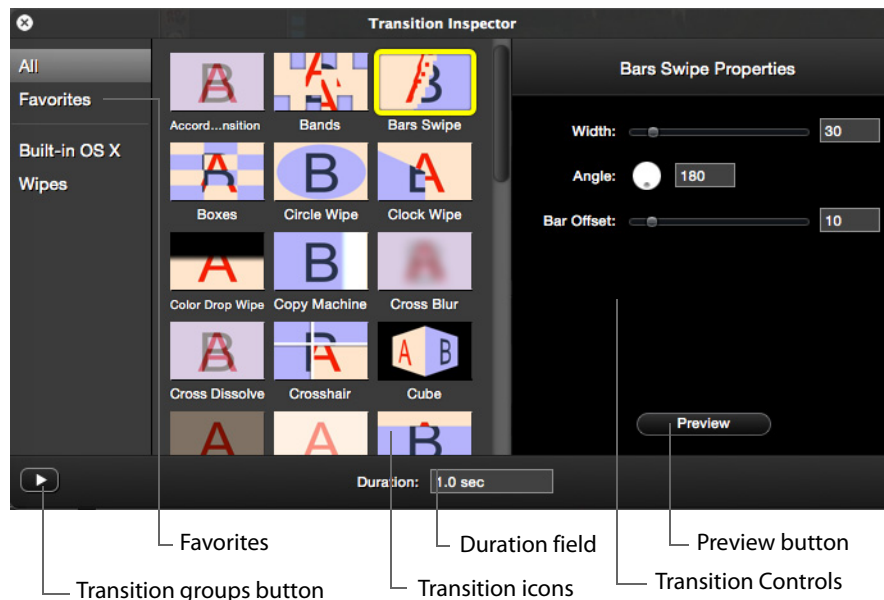 Transition Inspector
All
Favorites
Built-in OS X
Wipes
A B
Accord...nsition
Bands
B
Bars Swipe
A
Boxes
B
Circle Wipe
A
Clock Wipe
A
Color Drop Wipe
B
Copy Machine
A
Cross Blur
A B
Cross Dissolve
A
Crosshair
A B
Cube
A
A
B
Bars Swipe Properties
Width: 30
Angle: 180
Bar Offset: 10
Preview
Duration: 1.0 sec
Favorites
Duration field
Preview button
Transition groups button
Transition icons
Transition Controls